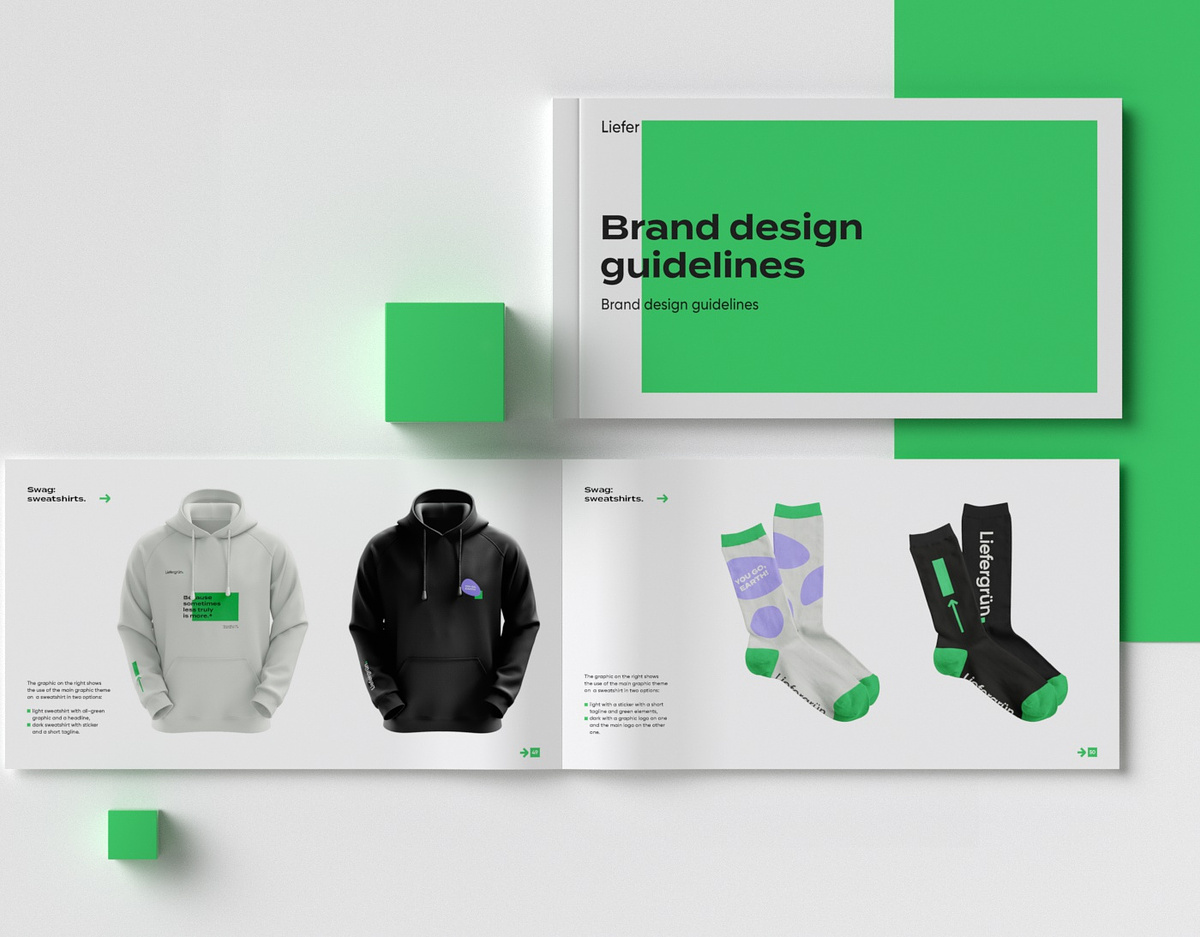 Liefer
Brand design
guidelines
Brand design guidelines
Swag:
sweatshirts.
liefergrün.
Because
sometimes
less truly
is more.*
The graphic on the right shows
the use of the main graphic theme
on a sweatshirt in two options:
light sweatshirt with all-green
graphic and a headline,
dark sweatshirt with sticker
and a short tagline.
49
Swag:
sweatshirts.
YOU GO,
EARTH!
Liefergrün
Liefergrün.
Liefergrün
The graphic on the right shows
the use of the main graphic theme
on a sweatshirt in two options:
light with a sticker with a short
tagline and green elements,
dark with a graphic logo on one
and the main logo on the other
one.
50